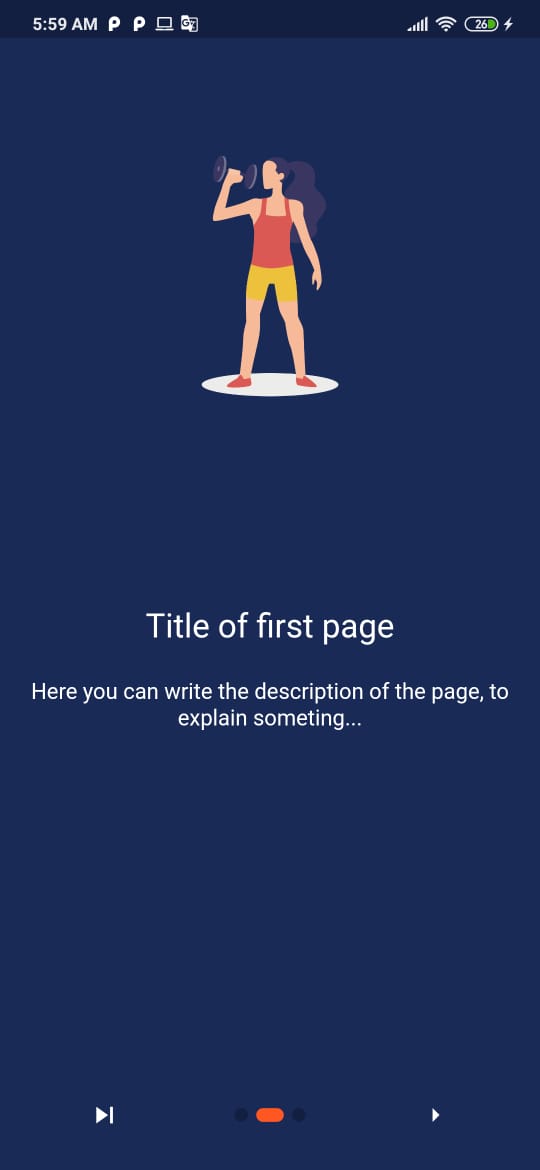 5:59 AM
26
Title of first page
Here you can write the description of the page, to
explain someting...